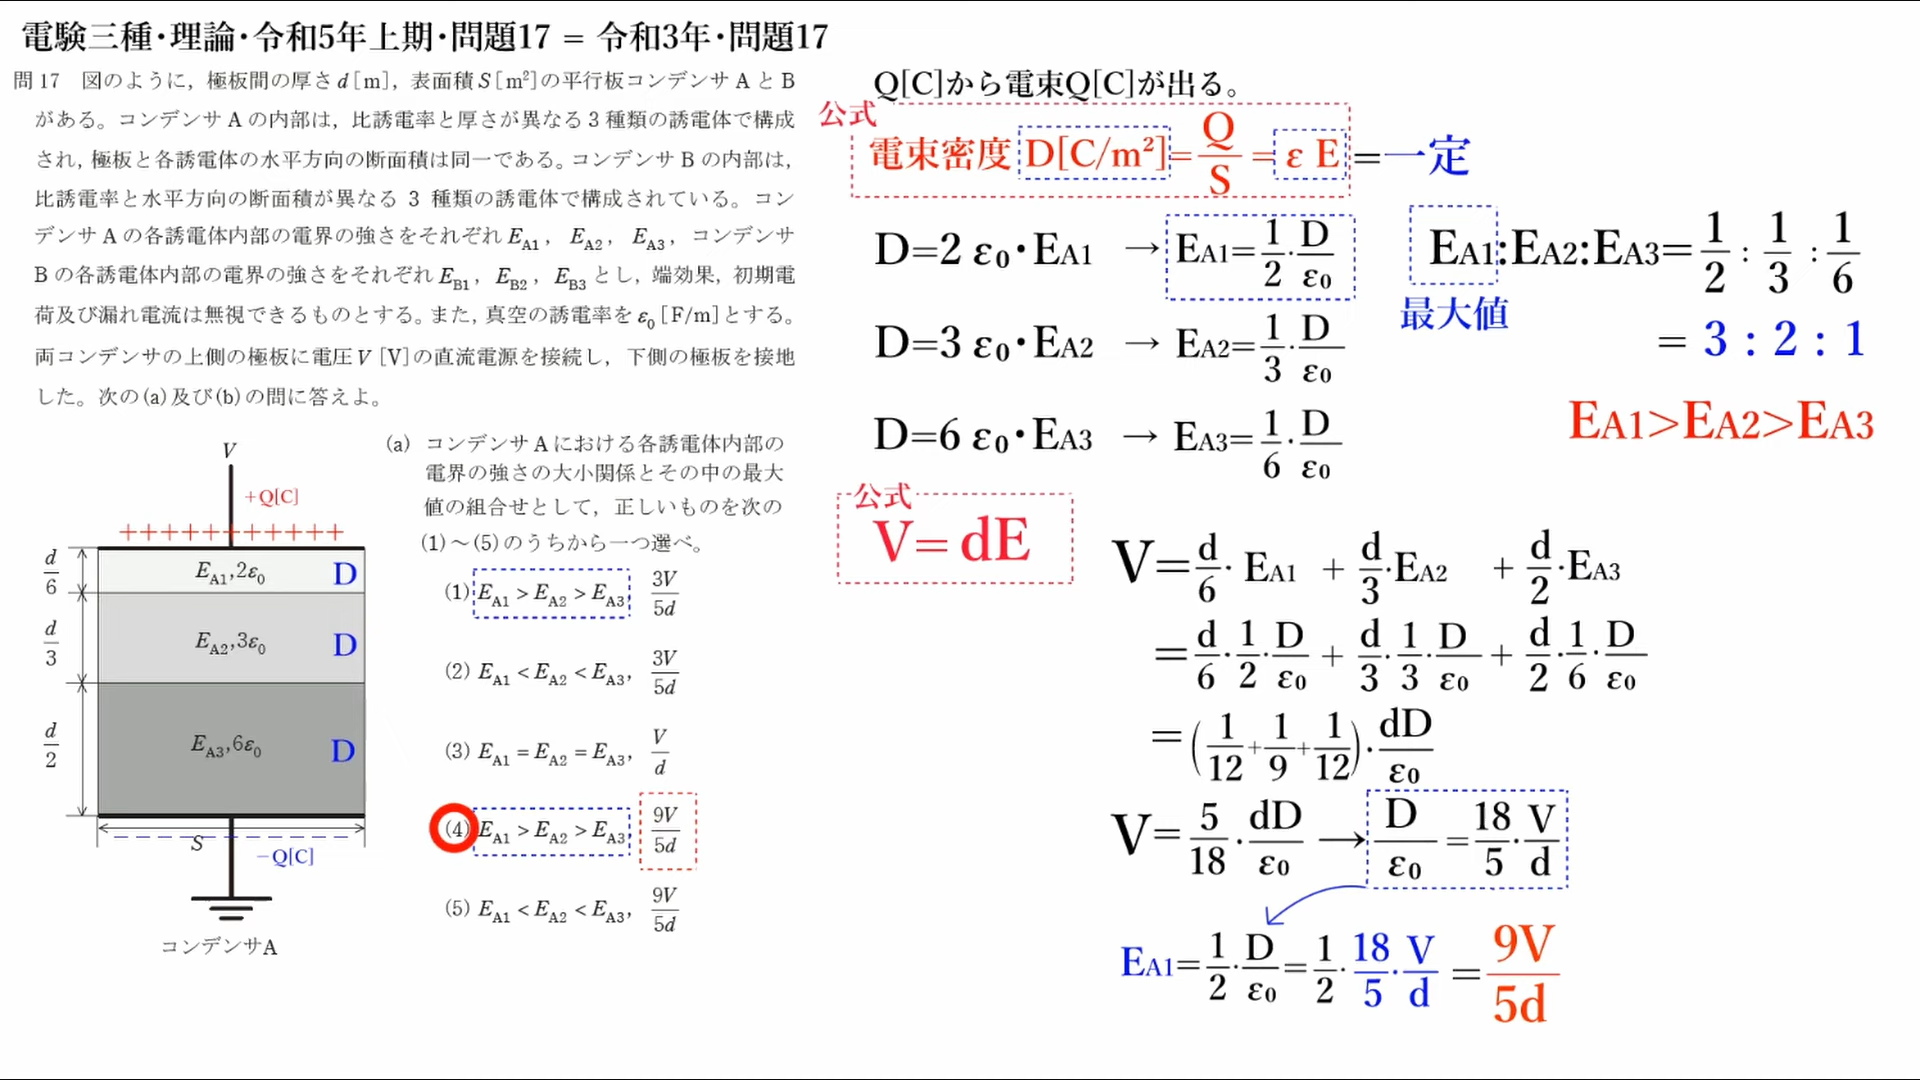 電験三種・理論・令和5年上期・問題17 = 令和3年・問題17
問17 図のように，極板間の厚さ d [m]，表面積 S [m²]の平行板コンデンサAとB
がある。コンデンサAの内部は，比誘電率と厚さが異なる3種類の誘電体で構成
され，極板と各誘電体の水平方向の断面積は同一である。コンデンサBの内部は，
比誘電率と水平方向の断面積が異なる 3 種類の誘電体で構成されている。コン
デンサAの各誘電体内部の電界の強さをそれぞれ E_A1， E_A2， E_A3，コンデンサ
Bの各誘電体内部の電界の強さをそれぞれ E_B1， E_B2， E_B3 とし，端効果，初期電
荷及び漏れ電流は無視できるものとする。また，真空の誘電率を ε₀ [F/m]とする。
両コンデンサの上側の極板に電圧 V [V]の直流電源を接続し，下側の極板を接地
した。次の(a)及び(b)の問に答えよ。
(a) コンデンサAにおける各誘電体内部の
電界の強さの大小関係とその中の最大
値の組合せとして，正しいものを次の
(1)～(5)のうちから一つ選べ。
(1) E_A1 > E_A2 > E_A3, 3V/5d
(2) E_A1 < E_A2 < E_A3, 3V/5d
(3) E_A1 = E_A2 = E_A3, V/d
(4) E_A1 > E_A2 > E_A3, 9V/5d
(5) E_A1 < E_A2 < E_A3, 9V/5d
V
+Q[C]
+++++++++++
d/6 E_A1,2ε₀ D
d/3 E_A2,3ε₀ D
d/2 E_A3,6ε₀ D
S
−Q[C]
コンデンサA
Q[C]から電束Q[C]が出る。
公式
電束密度 D[C/m²]=Q/S=ε E=一定
D=2 ε₀・EA1 → EA1=1/2・D/ε₀
D=3 ε₀・EA2 → EA2=1/3・D/ε₀
D=6 ε₀・EA3 → EA3=1/6・D/ε₀
EA1:EA2:EA3=1/2 : 1/3 : 1/6
最大値
= 3 : 2 : 1
EA1>EA2>EA3
公式
V= dE
V=d/6・EA1 + d/3・EA2 + d/2・EA3
=d/6・1/2・D/ε₀ + d/3・1/3・D/ε₀ + d/2・1/6・D/ε₀
=(1/12+1/9+1/12)・dD/ε₀
V=5/18・dD/ε₀ → D/ε₀=18/5・V/d
EA1=1/2・D/ε₀=1/2・18/5・V/d=9V/5d